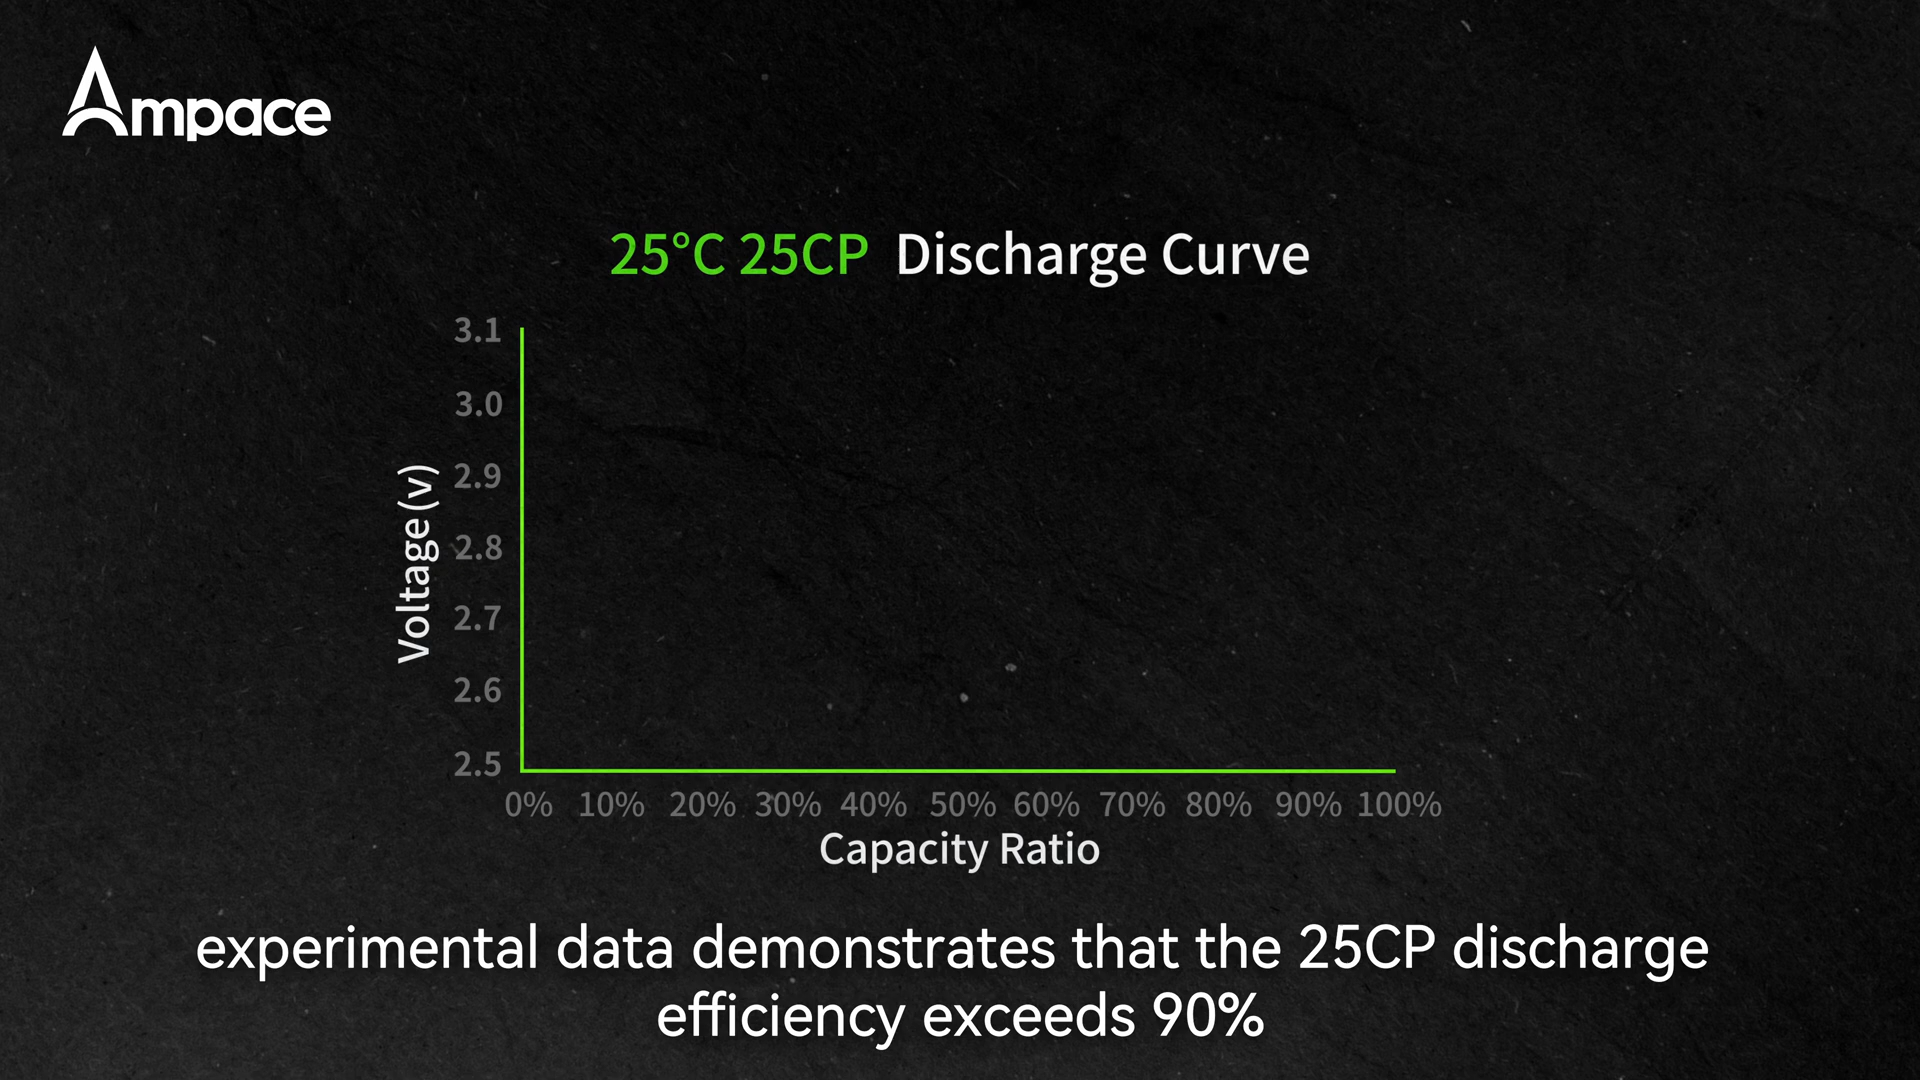 Ampace
25°C 25CP Discharge Curve
3.1
3.0
2.9
2.8
2.7
2.6
2.5
Voltage (v)
0% 10% 20% 30% 40% 50% 60% 70% 80% 90% 100%
Capacity Ratio
experimental data demonstrates that the 25CP discharge
efficiency exceeds 90%